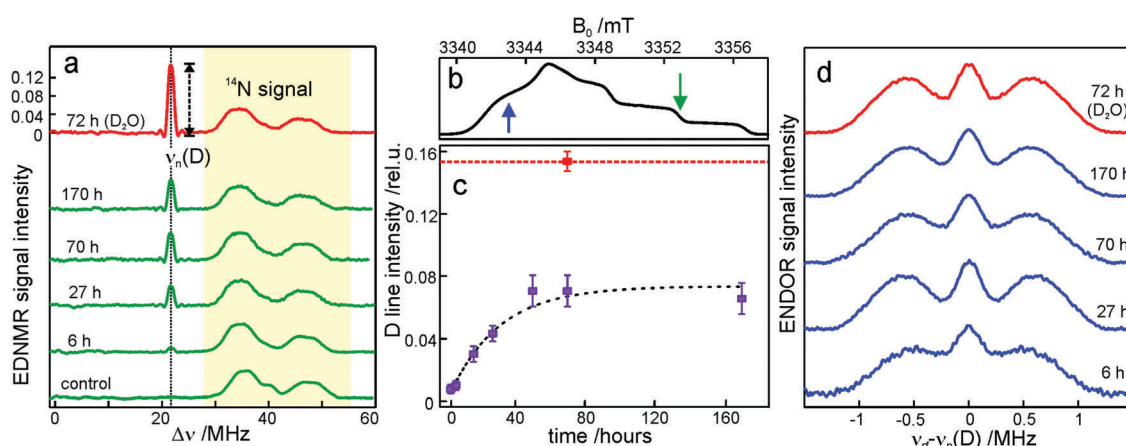 a
EDNMR signal intensity
0.12
0.08
0.04
0
72 h (D₂O)
¹⁴N signal
νₙ(D)
170 h
70 h
27 h
6 h
control
0 20 40 60
Δν /MHz
B₀ /mT
3340 3344 3348 3352 3356
b
c
D line intensity /rel.u.
0.16
0.12
0.08
0.04
0
0 40 80 120 160
time /hours
d
ENDOR signal intensity
72 h
(D₂O)
170 h
70 h
27 h
6 h
-1 -0.5 0 0.5 1
ν_rf-νₙ(D) /MHz